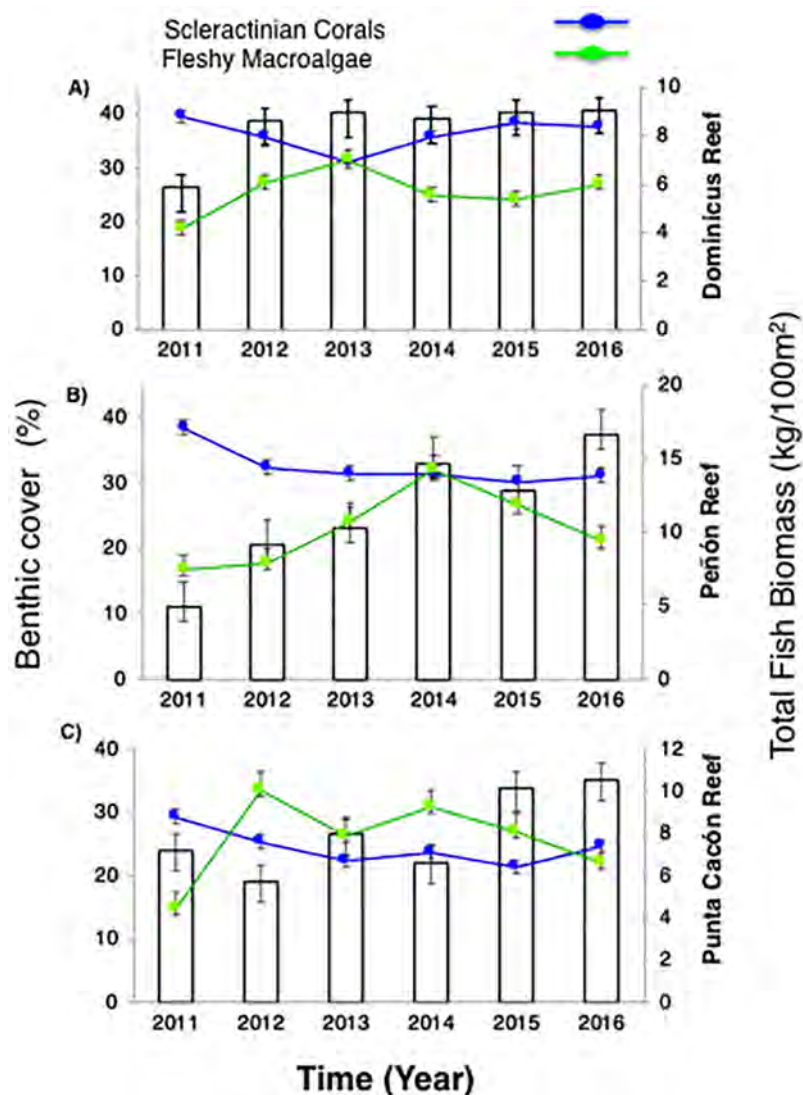 Scleractinian Corals
Fleshy Macroalgae
A)
40
30
20
10
0
10
8
6
4
2
0
2011 2012 2013 2014 2015 2016
Dominicus Reef
B)
40
30
20
10
0
20
15
10
5
0
2011 2012 2013 2014 2015 2016
Peñón Reef
C)
40
30
20
10
0
12
10
8
6
4
2
0
2011 2012 2013 2014 2015 2016
Punta Cacón Reef
Benthic cover (%)
Total Fish Biomass (kg/100m²)
Time (Year)